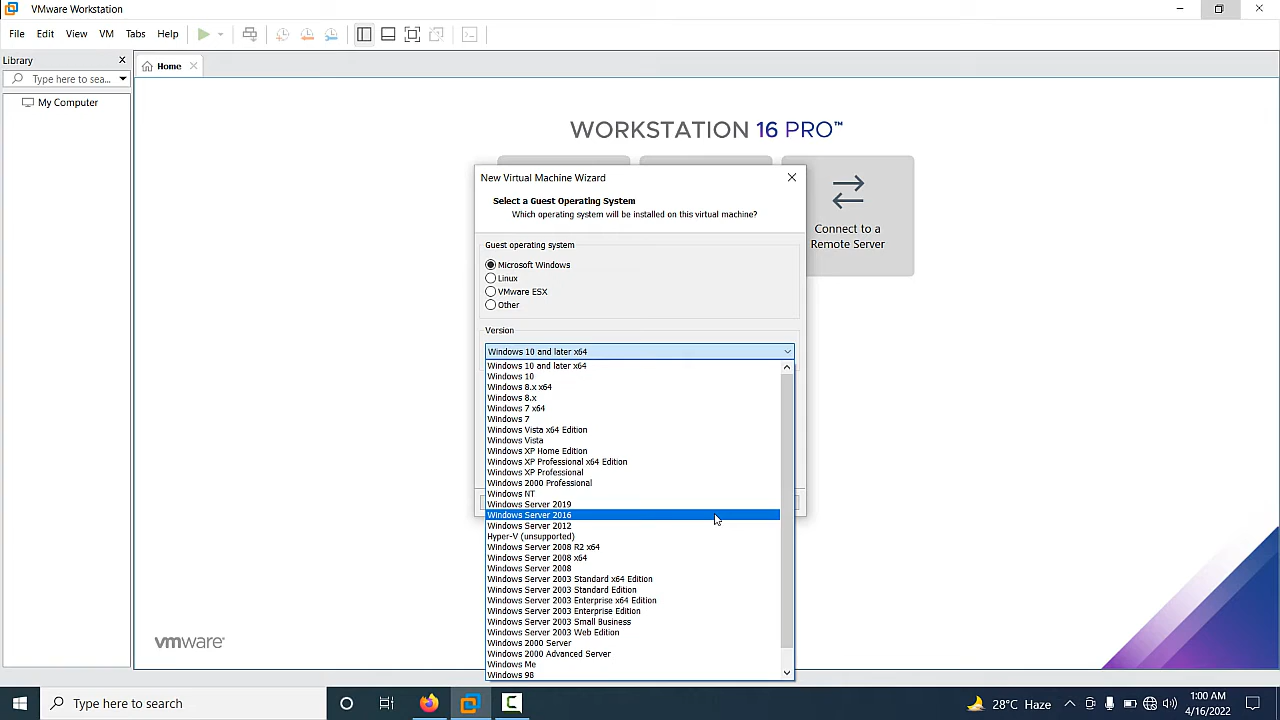 VMware Workstation
File Edit View VM Tabs Help
Library
Type here to sea...
My Computer
Home
WORKSTATION 16 PRO™
Connect to a
Remote Server
New Virtual Machine Wizard
Select a Guest Operating System
Which operating system will be installed on this virtual machine?
Guest operating system
Microsoft Windows
Linux
VMware ESX
Other
Version
Windows 10 and later x64
Windows 10 and later x64
Windows 10
Windows 8.x x64
Windows 8.x
Windows 7 x64
Windows 7
Windows Vista x64 Edition
Windows Vista
Windows XP Home Edition
Windows XP Professional x64 Edition
Windows XP Professional
Windows 2000 Professional
Windows NT
Windows Server 2019
Windows Server 2016
Windows Server 2012
Hyper-V (unsupported)
Windows Server 2008 R2 x64
Windows Server 2008 x64
Windows Server 2008
Windows Server 2003 Standard x64 Edition
Windows Server 2003 Standard Edition
Windows Server 2003 Enterprise x64 Edition
Windows Server 2003 Enterprise Edition
Windows Server 2003 Small Business
Windows Server 2003 Web Edition
Windows 2000 Server
Windows 2000 Advanced Server
Windows Me
Windows 98
vmware®
Type here to search
28°C Haze
1:00 AM
4/16/2022